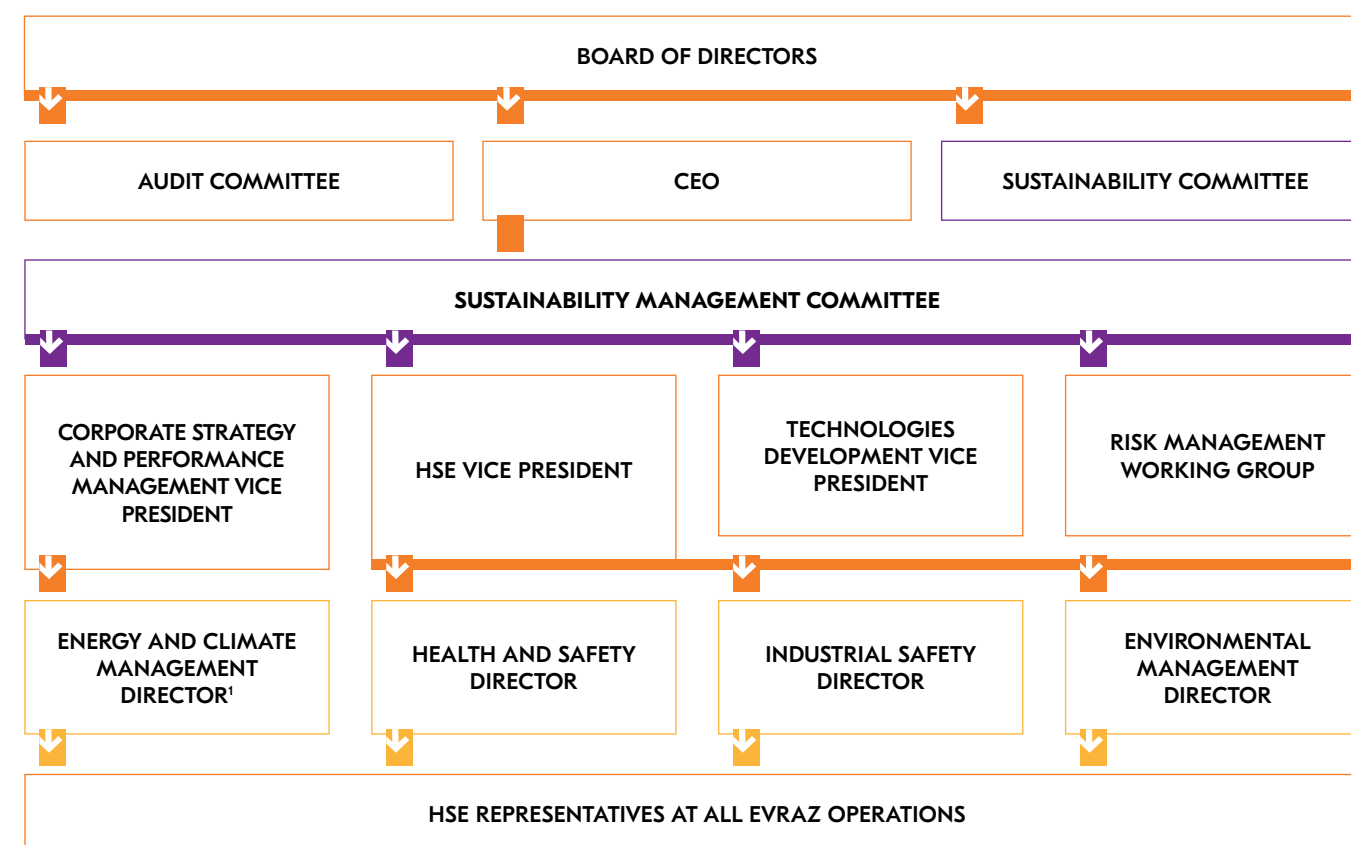 BOARD OF DIRECTORS
AUDIT COMMITTEE
CEO
SUSTAINABILITY COMMITTEE
SUSTAINABILITY MANAGEMENT COMMITTEE
CORPORATE STRATEGY
AND PERFORMANCE
MANAGEMENT VICE
PRESIDENT
HSE VICE PRESIDENT
TECHNOLOGIES
DEVELOPMENT VICE
PRESIDENT
RISK MANAGEMENT
WORKING GROUP
ENERGY AND CLIMATE
MANAGEMENT
DIRECTOR¹
HEALTH AND SAFETY
DIRECTOR
INDUSTRIAL SAFETY
DIRECTOR
ENVIRONMENTAL
MANAGEMENT
DIRECTOR
HSE REPRESENTATIVES AT ALL EVRAZ OPERATIONS